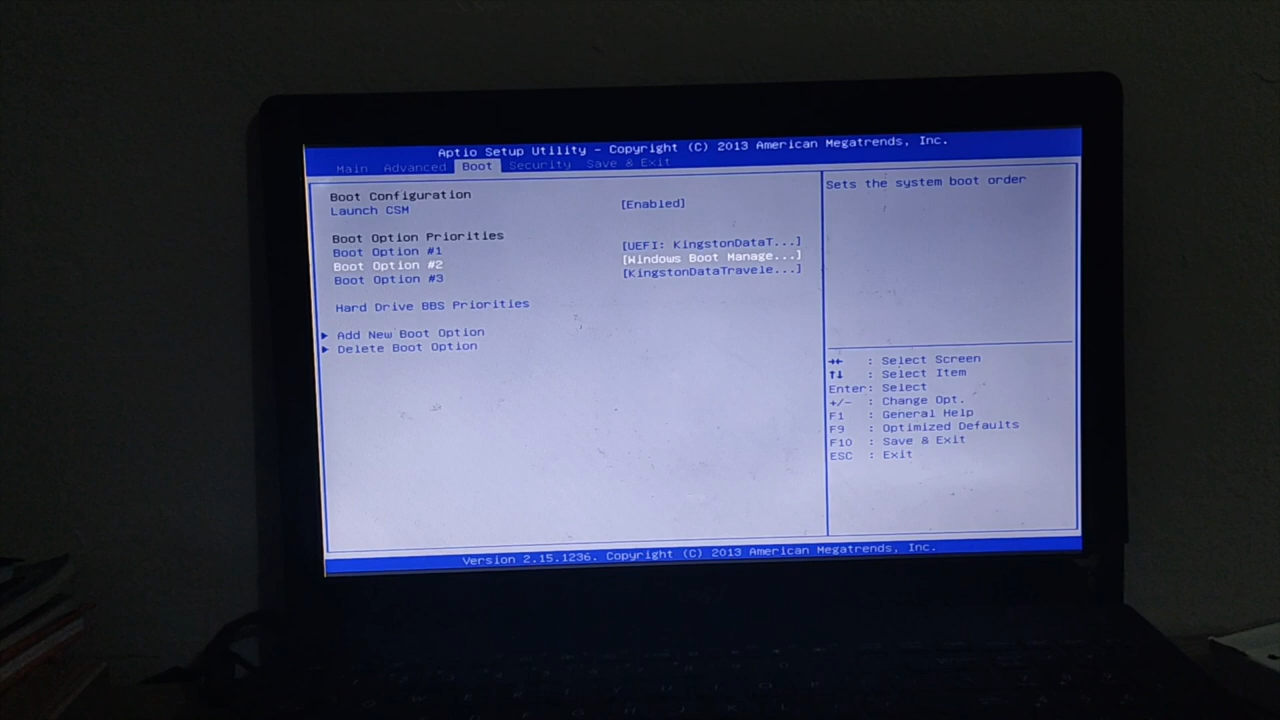 Aptio Setup Utility - Copyright (C) 2013 American Megatrends, Inc.
Main Advanced Boot Security Save & Exit
Boot Configuration
Launch CSM [Enabled]
Boot Option Priorities
Boot Option #1 [UEFI: KingstonDataT...]
Boot Option #2 [Windows Boot Manage...]
Boot Option #3 [KingstonDataTravele...]
Hard Drive BBS Priorities
Add New Boot Option
Delete Boot Option
Sets the system boot order
→← : Select Screen
↑↓ : Select Item
Enter: Select
+/- : Change Opt.
F1 : General Help
F9 : Optimized Defaults
F10 : Save & Exit
ESC : Exit
Version 2.15.1236. Copyright (C) 2013 American Megatrends, Inc.